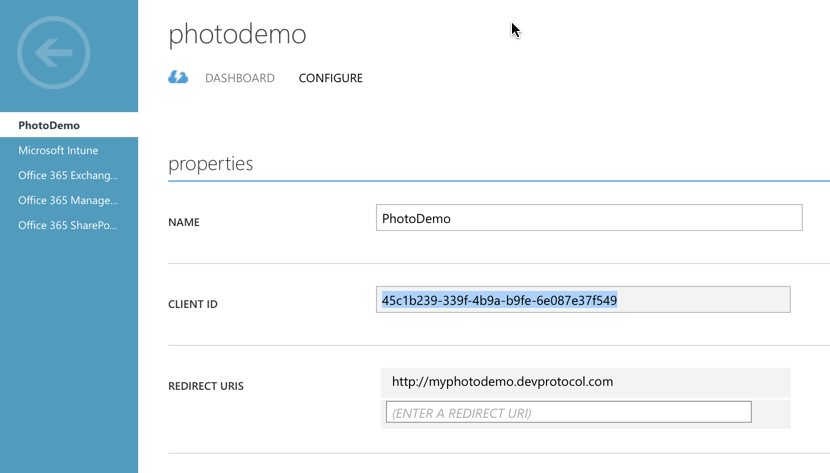 photodemo
DASHBOARD CONFIGURE
PhotoDemo
Microsoft Intune
Office 365 Exchang...
Office 365 Manage...
Office 365 SharePo...
properties
NAME PhotoDemo
CLIENT ID 45c1b239-339f-4b9a-b9fe-6e087e37f549
REDIRECT URIS http://myphotodemo.devprotocol.com
(ENTER A REDIRECT URI)